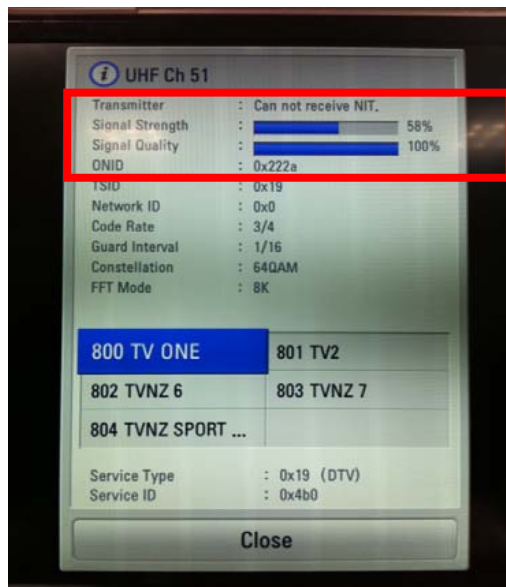 i UHF Ch 51
Transmitter : Can not receive NIT.
Signal Strength : 58%
Signal Quality : 100%
ONID : 0x222a
TSID : 0x19
Network ID : 0x0
Code Rate : 3/4
Guard Interval : 1/16
Constellation : 64QAM
FFT Mode : 8K
800 TV ONE 801 TV2
802 TVNZ 6 803 TVNZ 7
804 TVNZ SPORT ...
Service Type : 0x19 (DTV)
Service ID : 0x4b0
Close